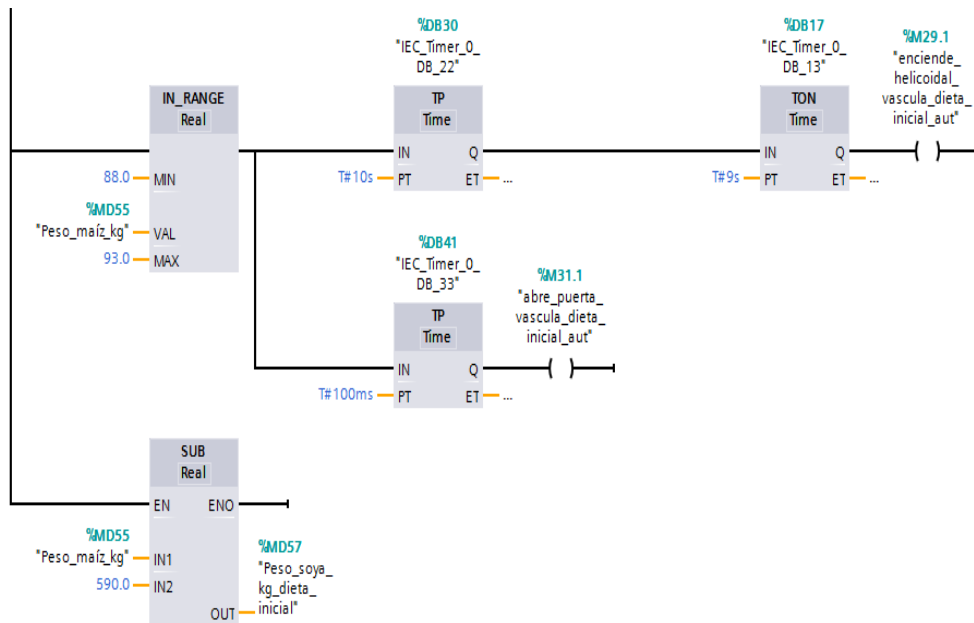 %DB30
"IEC_Timer_0_
DB_22"
TP
Time
IN Q
T#10s PT ET ...
%DB17
"IEC_Timer_0_
DB_13"
TON
Time
IN Q
T#9s PT ET ...
%M29.1
"enciende_
helicoidal_
vascula_dieta_
inicial_aut"
IN_RANGE
Real
88.0 MIN
%MD55
"Peso_maíz_kg" VAL
93.0 MAX
%DB41
"IEC_Timer_0_
DB_33"
TP
Time
IN Q
T#100ms PT ET ...
%M31.1
"abre_puerta_
vascula_dieta_
inicial_aut"
SUB
Real
EN ENO
%MD55
"Peso_maíz_kg" IN1
590.0 IN2
OUT
%MD57
"Peso_soya_
kg_dieta_
inicial"